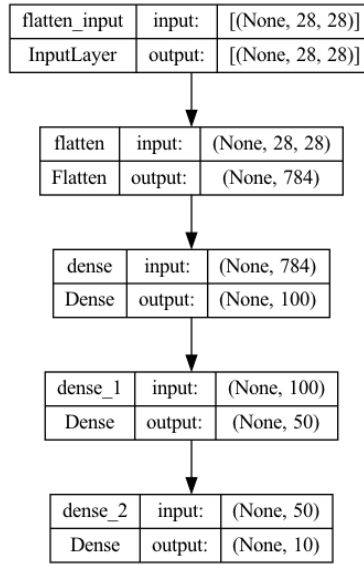 flatten_input input: [(None, 28, 28)]
InputLayer output: [(None, 28, 28)]
flatten input: (None, 28, 28)
Flatten output: (None, 784)
dense input: (None, 784)
Dense output: (None, 100)
dense_1 input: (None, 100)
Dense output: (None, 50)
dense_2 input: (None, 50)
Dense output: (None, 10)